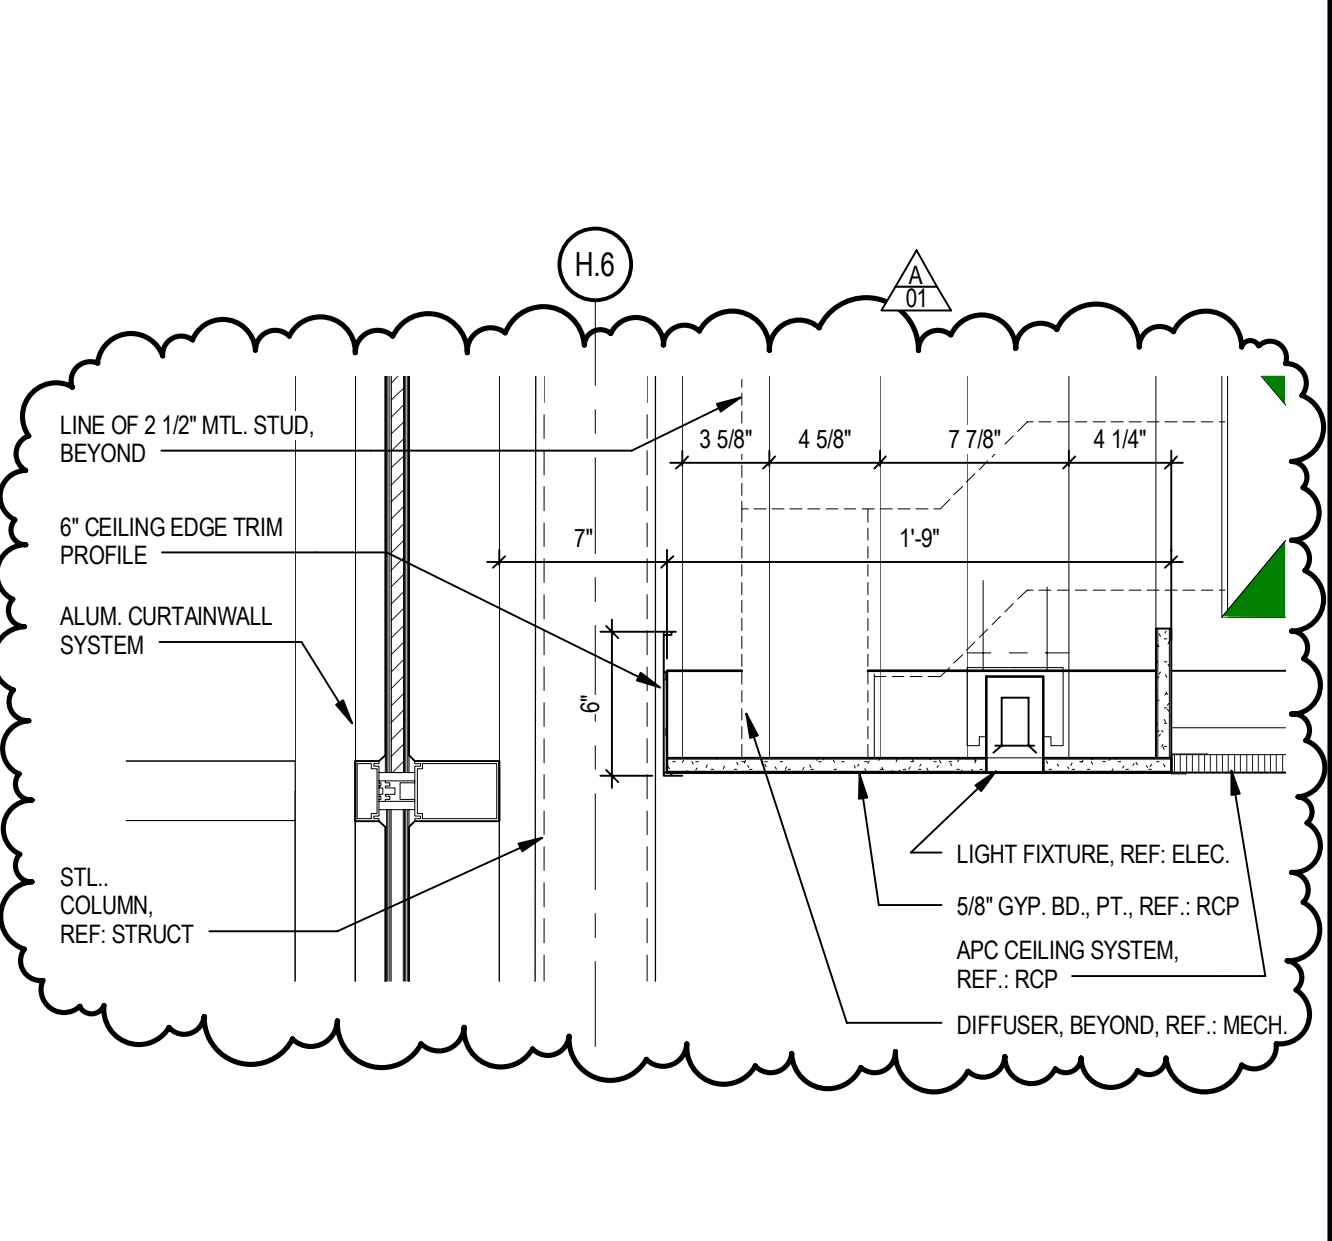 H.6
A
01
LINE OF 2 1/2" MTL. STUD,
BEYOND
3 5/8"
4 5/8"
7 7/8"
4 1/4"
6" CEILING EDGE TRIM
PROFILE
7"
1'-9"
ALUM. CURTAINWALL
SYSTEM
6"
STL..
COLUMN,
REF: STRUCT
LIGHT FIXTURE, REF: ELEC.
5/8" GYP. BD., PT., REF.: RCP
APC CEILING SYSTEM,
REF.: RCP
DIFFUSER, BEYOND, REF.: MECH.